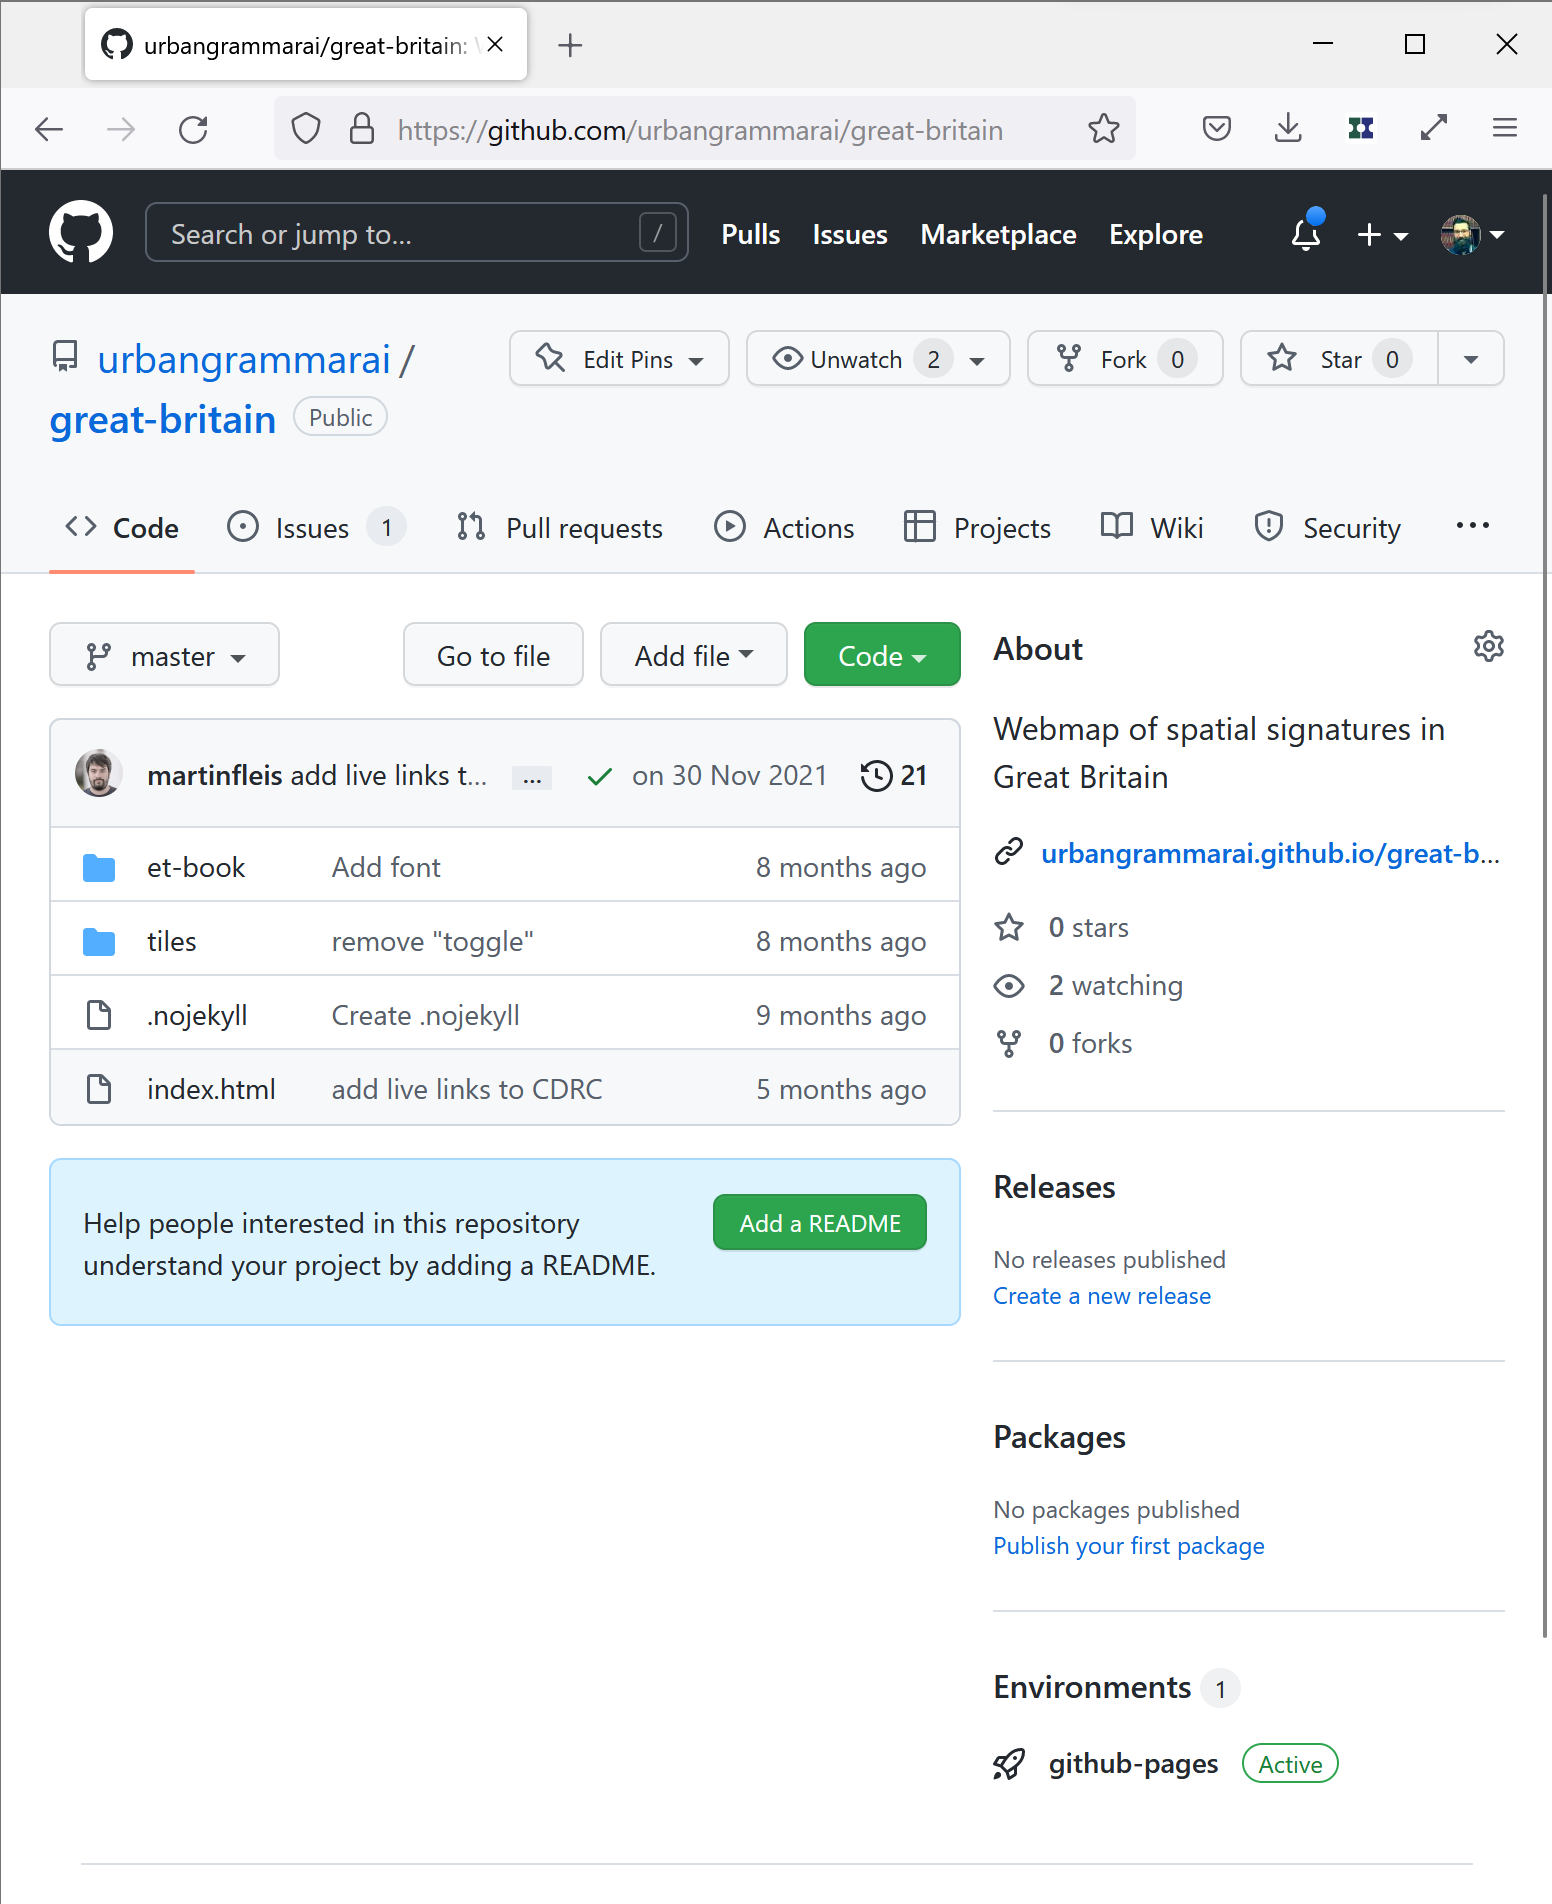 urbangrammarai/great-britain:
https://github.com/urbangrammarai/great-britain
Search or jump to...
/
Pulls
Issues
Marketplace
Explore
urbangrammarai /
great-britain
Public
Edit Pins
Unwatch 2
Fork 0
Star 0
Code
Issues 1
Pull requests
Actions
Projects
Wiki
Security
master
Go to file
Add file
Code
martinfleis add live links t...
...
on 30 Nov 2021
21
et-book Add font 8 months ago
tiles remove "toggle" 8 months ago
.nojekyll Create .nojekyll 9 months ago
index.html add live links to CDRC 5 months ago
Help people interested in this repository
understand your project by adding a README.
Add a README
About
Webmap of spatial signatures in
Great Britain
urbangrammarai.github.io/great-b...
0 stars
2 watching
0 forks
Releases
No releases published
Create a new release
Packages
No packages published
Publish your first package
Environments 1
github-pages Active